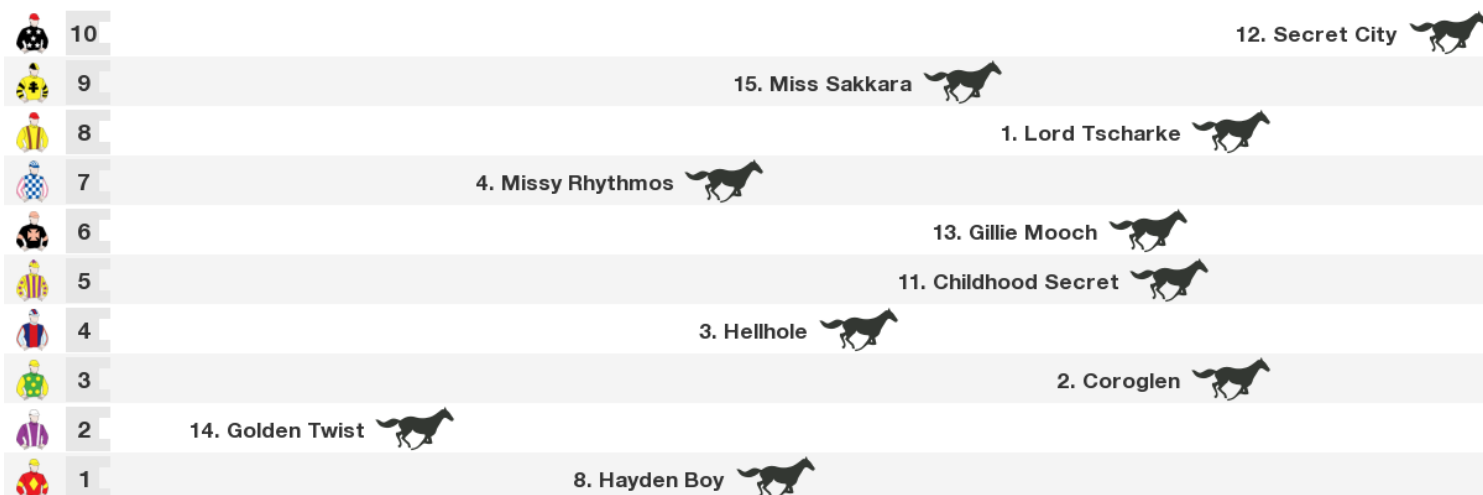 10 12. Secret City
9 15. Miss Sakkara
8 1. Lord Tscharke
7 4. Missy Rhythmos
6 13. Gillie Mooch
5 11. Childhood Secret
4 3. Hellhole
3 2. Coroglen
2 14. Golden Twist
1 8. Hayden Boy